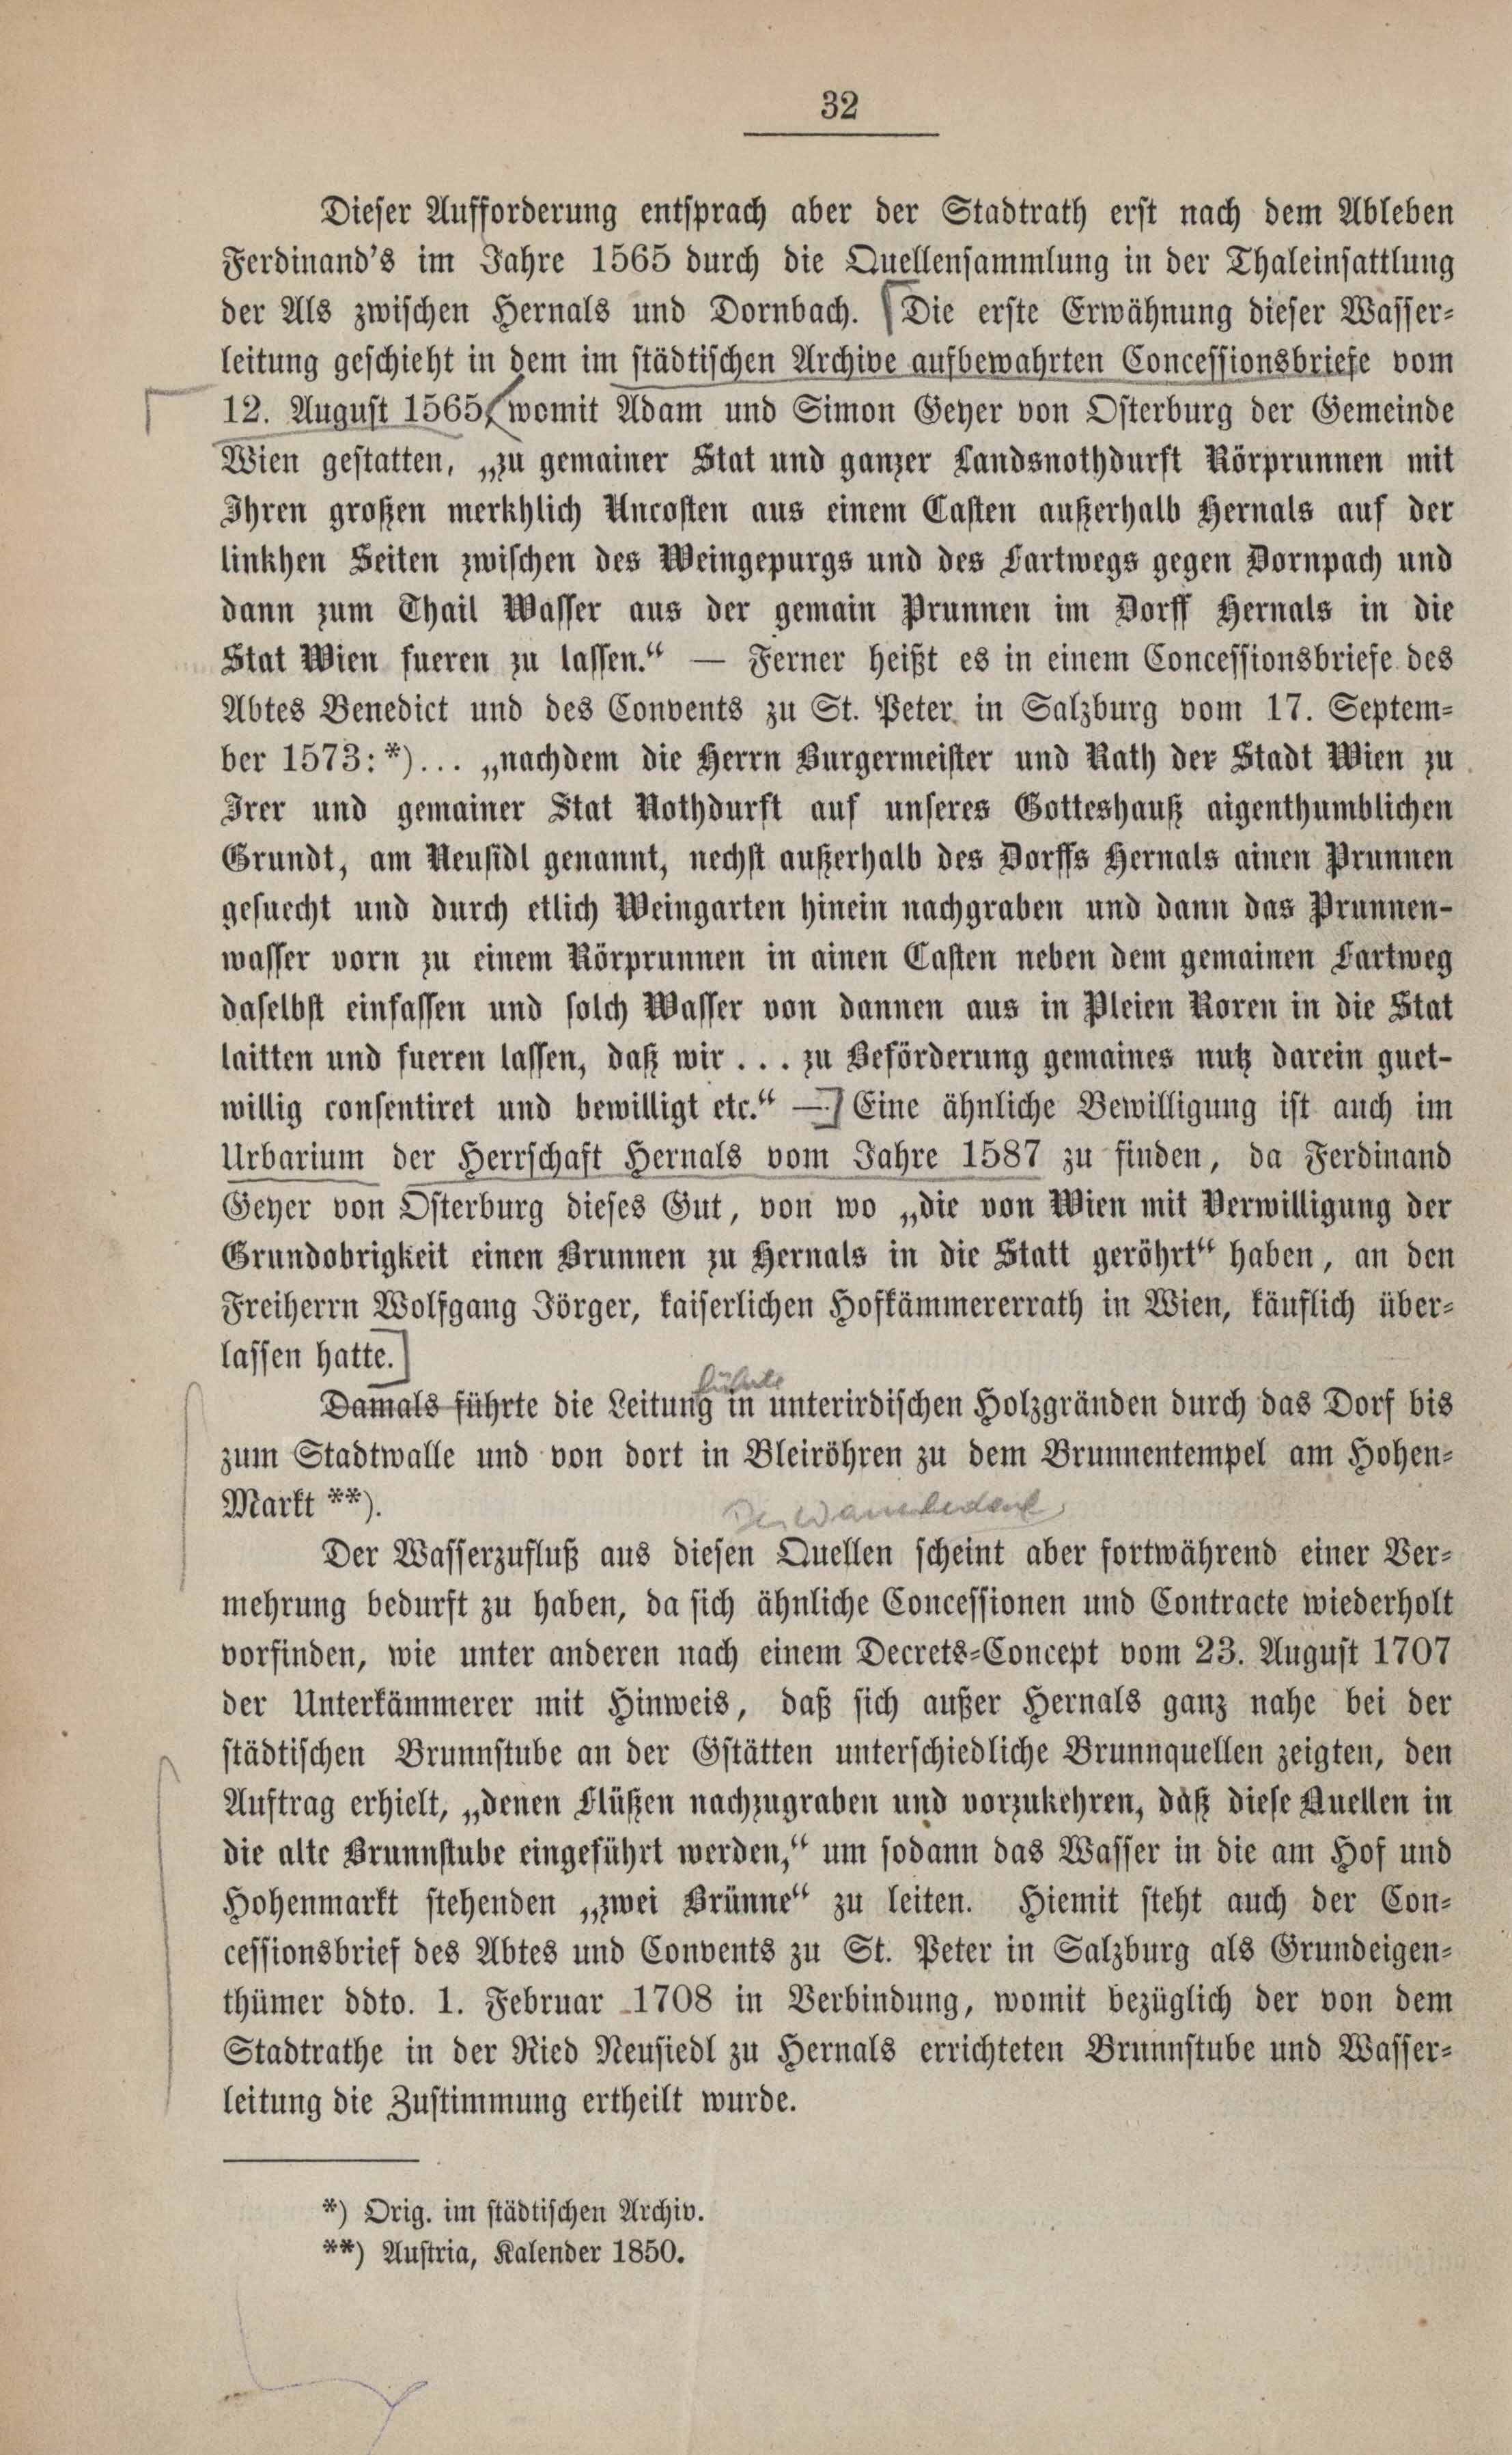 32
Dieser Aufforderung entsprach aber der Stadtrath erst nach dem Ableben
Ferdinand's im Jahre 1565 durch die Quellensammlung in der Thaleinsattlung
der Als zwischen Hernals und Dornbach. Die erste Erwähnung dieser Wasser-
leitung geschieht in dem im städtischen Archive aufbewahrten Concessionsbriefe vom
12. August 1565, womit Adam und Simon Geyer von Osterburg der Gemeinde
Wien gestatten, „zu gemainer Stat und ganzer Landsnothdurft Rörprunnen mit
Ihren großen merkhlich Uncosten aus einem Casten außerhalb Hernals auf der
linkhen Seiten zwischen des Weingepurgs und des Fartwegs gegen Dornpach und
dann zum Thail Wasser aus der gemain Prunnen im Dorff Hernals in die
Stat Wien fueren zu lassen.“ — Ferner heißt es in einem Concessionsbriefe des
Abtes Benedict und des Convents zu St. Peter in Salzburg vom 17. Septem-
ber 1573: *)... „nachdem die Herrn Burgermeister und Rath der Stadt Wien zu
Irer und gemainer Stat Nothdurft auf unseres Gotteshauß aigenthumblichen
Grundt, am Neusidl genannt, nechst außerhalb des Dorffs Hernals ainen Prunnen
gesuecht und durch etlich Weingarten hinein nachgraben und dann das Prunnen-
wasser vorn zu einem Rörprunnen in ainen Casten neben dem gemainen Fartweg
daselbst einfassen und solch Wasser von dannen aus in Pleien Roren in die Stat
laitten und fueren lassen, daß wir . . . zu Beförderung gemaines nutz darein guet-
willig consentiret und bewilligt etc.“ — Eine ähnliche Bewilligung ist auch im
Urbarium der Herrschaft Hernals vom Jahre 1587 zu finden, da Ferdinand
Geyer von Osterburg dieses Gut, von wo „die von Wien mit Verwilligung der
Grundobrigkeit einen Brunnen zu Hernals in die Statt geröhrt“ haben, an den
Freiherrn Wolfgang Jörger, kaiserlichen Hofkämmererrath in Wien, käuflich über-
lassen hatte.
führte
Damals führte die Leitung in unterirdischen Holzgränden durch das Dorf bis
zum Stadtwalle und von dort in Bleiröhren zu dem Brunnentempel am Hohen-
Markt **).
Der Wasserzufluß aus diesen Quellen scheint aber fortwährend einer Ver-
mehrung bedurft zu haben, da sich ähnliche Concessionen und Contracte wiederholt
vorfinden, wie unter anderen nach einem Decrets-Concept vom 23. August 1707
der Unterkämmerer mit Hinweis, daß sich außer Hernals ganz nahe bei der
städtischen Brunnstube an der Gstätten unterschiedliche Brunnquellen zeigten, den
Auftrag erhielt, „denen Flüßen nachzugraben und vorzukehren, daß diese Quellen in
die alte Brunnstube eingeführt werden,“ um sodann das Wasser in die am Hof und
Hohenmarkt stehenden „zwei Brünne“ zu leiten. Hiemit steht auch der Con-
cessionsbrief des Abtes und Convents zu St. Peter in Salzburg als Grundeigen-
thümer ddto. 1. Februar 1708 in Verbindung, womit bezüglich der von dem
Stadtrathe in der Ried Neusiedl zu Hernals errichteten Brunnstube und Wasser-
leitung die Zustimmung ertheilt wurde.
*) Orig. im städtischen Archiv.
**) Austria, Kalender 1850.